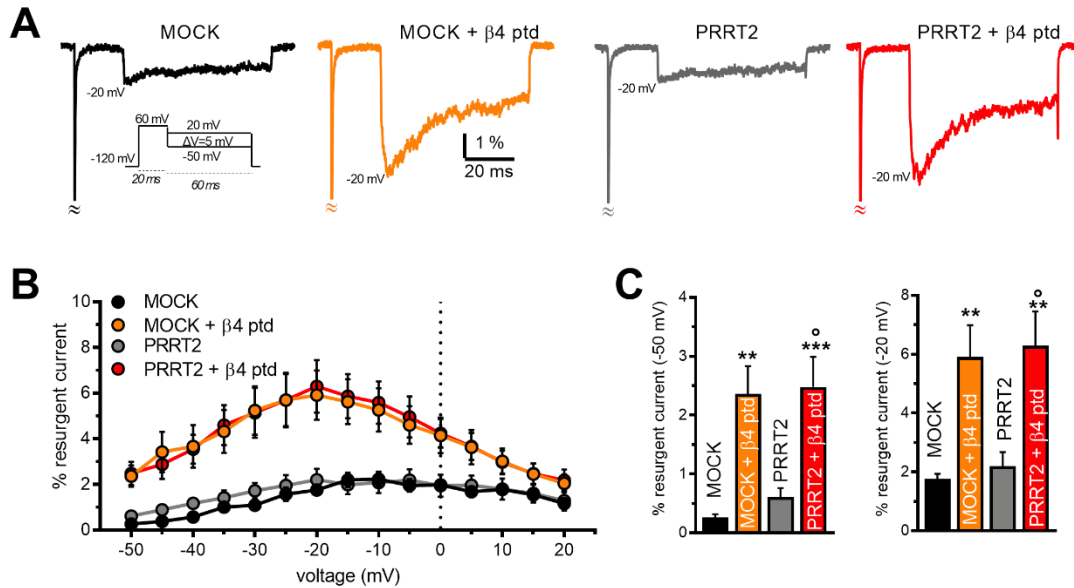 A
MOCK
MOCK + β4 ptd
PRRT2
PRRT2 + β4 ptd
-20 mV
60 mV
20 mV
ΔV=5 mV
-120 mV
-50 mV
20 ms
60 ms
-20 mV
1 %
20 ms
-20 mV
-20 mV
B
MOCK
MOCK + β4 ptd
PRRT2
PRRT2 + β4 ptd
% resurgent current
10
8
6
4
2
0
-50
-40
-30
-20
-10
0
10
20
voltage (mV)
C
% resurgent current (-50 mV)
4
3
2
1
0
MOCK
**
MOCK + β4 ptd
PRRT2
°
***
PRRT2 + β4 ptd
% resurgent current (-20 mV)
8
6
4
2
0
MOCK
**
MOCK + β4 ptd
PRRT2
°
**
PRRT2 + β4 ptd